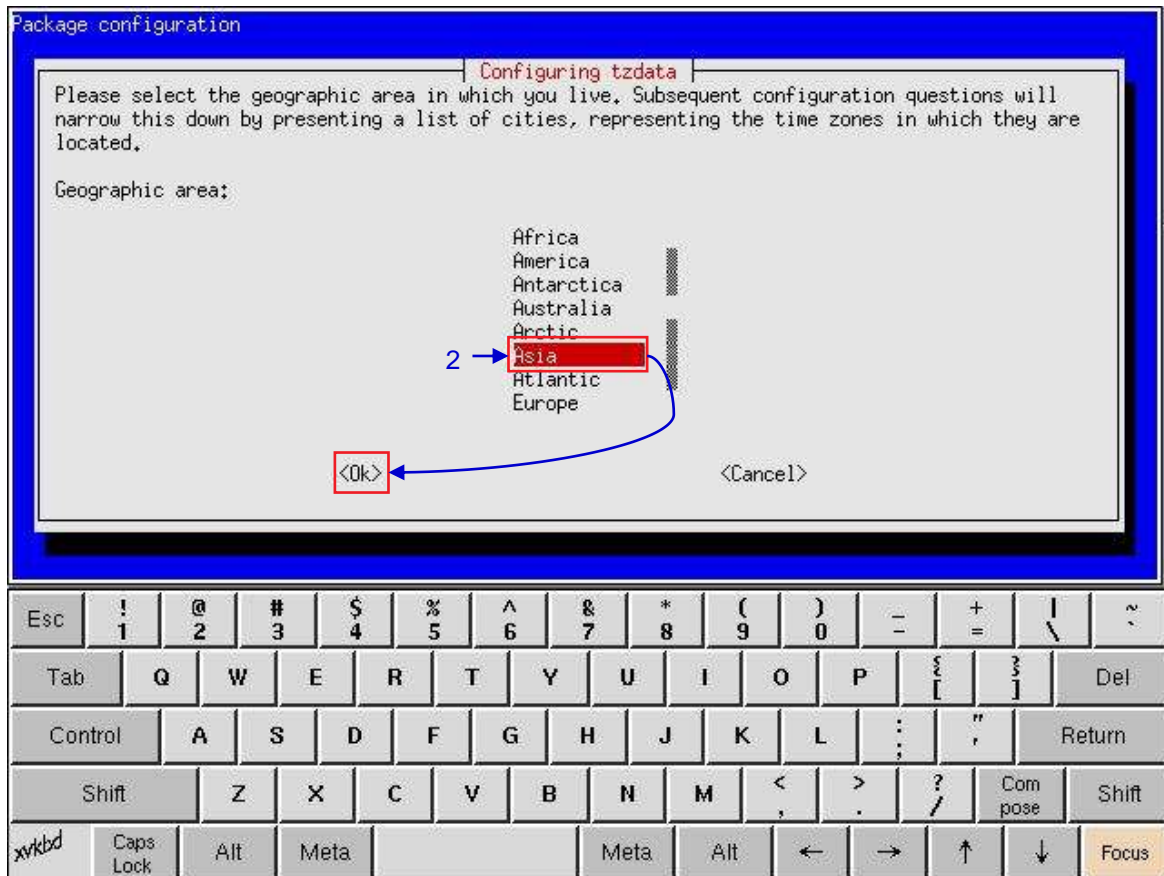 Package configuration
Configuring tzdata
Please select the geographic area in which you live. Subsequent configuration questions will
narrow this down by presenting a list of cities, representing the time zones in which they are
located.
Geographic area:
Africa
America
Antarctica
Australia
Arctic
2 Asia
Atlantic
Europe
<Ok> <Cancel>
Esc ! 1 @ 2 # 3 $ 4 % 5 ^ 6 & 7 * 8 ( 9 ) 0 _ - + = | \ ~ `
Tab Q W E R T Y U I O P { [ } ] Del
Control A S D F G H J K L : ; " ' Return
Shift Z X C V B N M < , > . ? / Com pose Shift
xvkbd Caps Lock Alt Meta Meta Alt ← → ↑ ↓ Focus